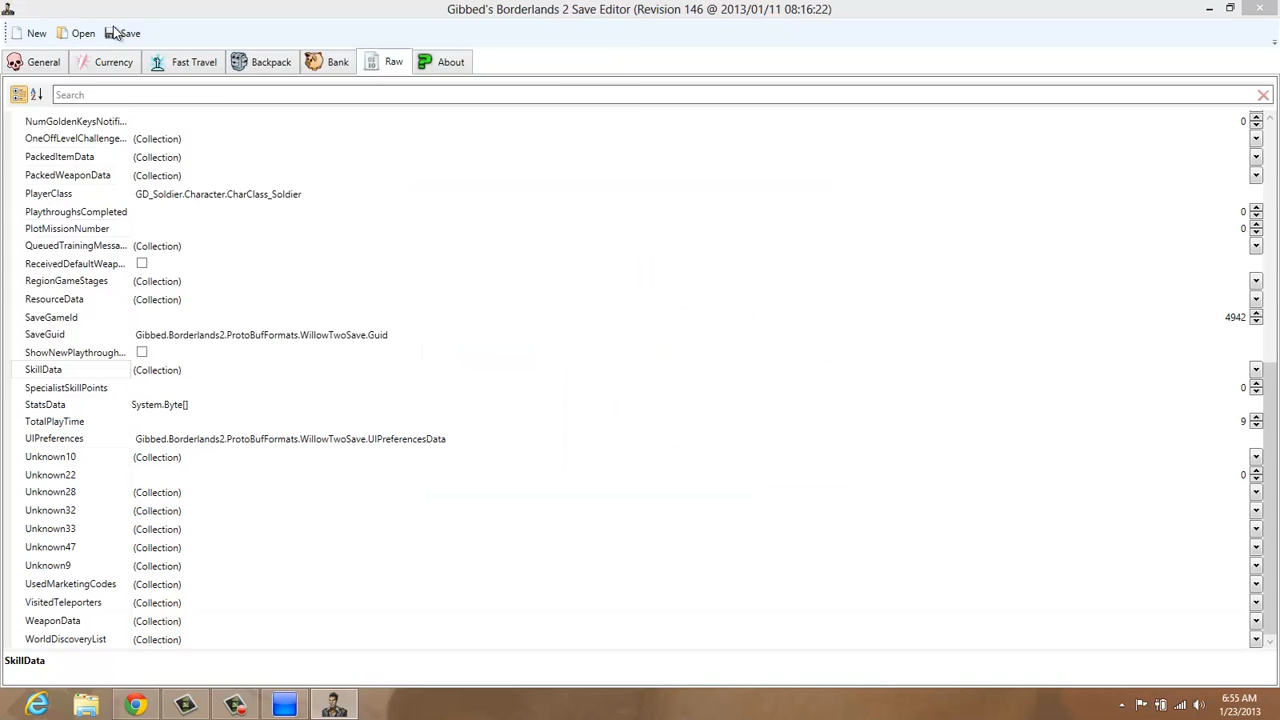 Gibbed's Borderlands 2 Save Editor (Revision 146 @ 2013/01/11 08:16:22)
New Open Save
General Currency Fast Travel Backpack Bank Raw About
Search
NumGoldenKeysNotifi... 0
OneOffLevelChallenge... (Collection)
PackedItemData (Collection)
PackedWeaponData (Collection)
PlayerClass GD_Soldier.Character.CharClass_Soldier
PlaythroughsCompleted 0
PlotMissionNumber 0
QueuedTrainingMessa... (Collection)
ReceivedDefaultWeap...
RegionGameStages (Collection)
ResourceData (Collection)
SaveGameId 4942
SaveGuid Gibbed.Borderlands2.ProtoBufFormats.WillowTwoSave.Guid
ShowNewPlaythrough...
SkillData (Collection)
SpecialistSkillPoints 0
StatsData System.Byte[]
TotalPlayTime 9
UIPreferences Gibbed.Borderlands2.ProtoBufFormats.WillowTwoSave.UIPreferencesData
Unknown10 (Collection)
Unknown22 0
Unknown28 (Collection)
Unknown32 (Collection)
Unknown33 (Collection)
Unknown47 (Collection)
Unknown9 (Collection)
UsedMarketingCodes (Collection)
VisitedTeleporters (Collection)
WeaponData (Collection)
WorldDiscoveryList (Collection)
SkillData
6:55 AM
1/23/2013